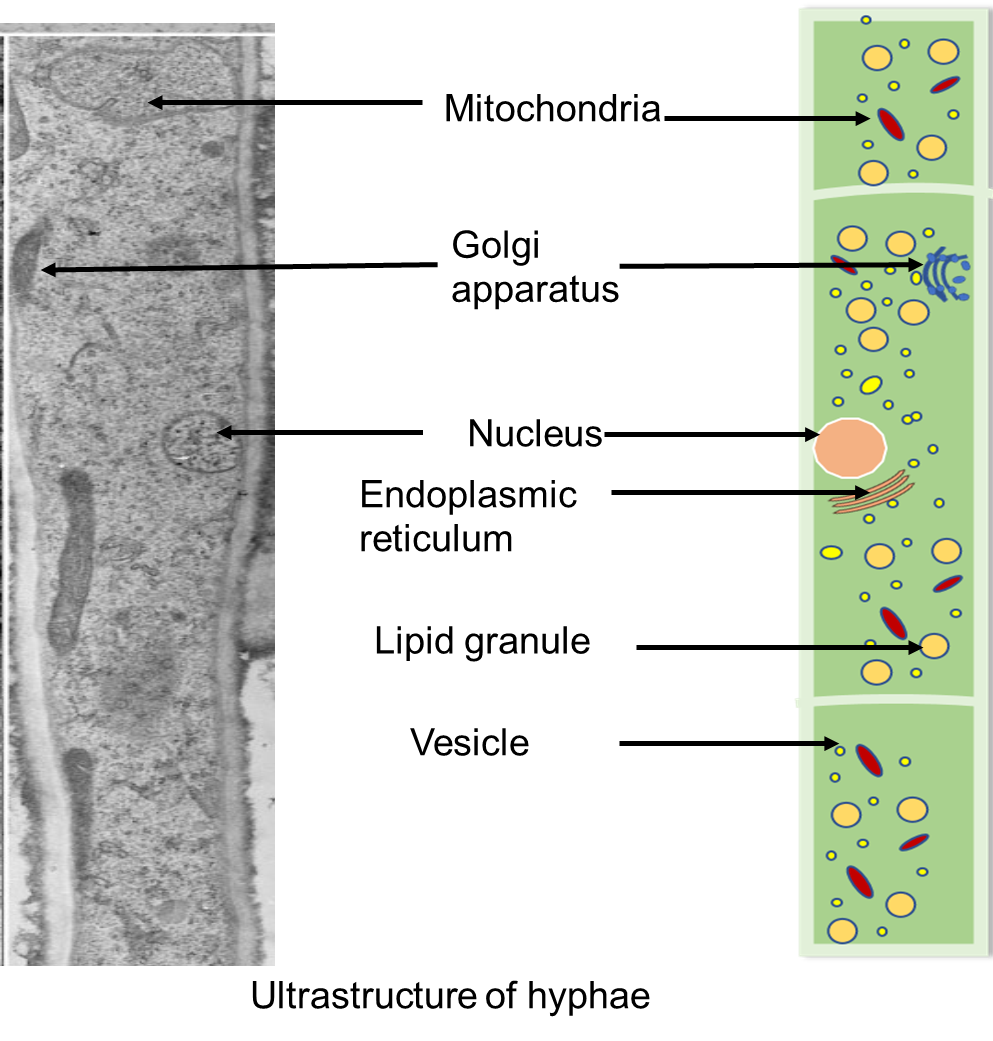 Mitochondria
Golgi
apparatus
Nucleus
Endoplasmic
reticulum
Lipid granule
Vesicle
Ultrastructure of hyphae